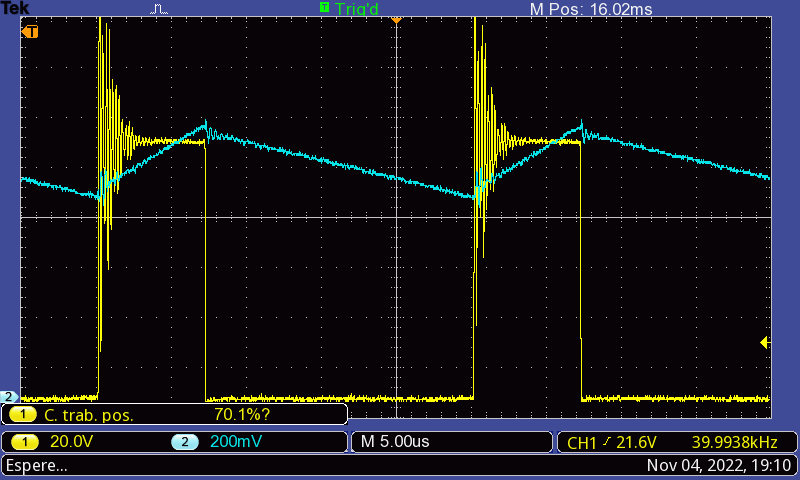 Tek T Trig'd M Pos: 16.02ms
T
2
1 C. trab. pos. 70.1%?
1 20.0V 2 200mV M 5.00us CH1 / 21.6V 39.9938kHz
Espere... Nov 04, 2022, 19:10